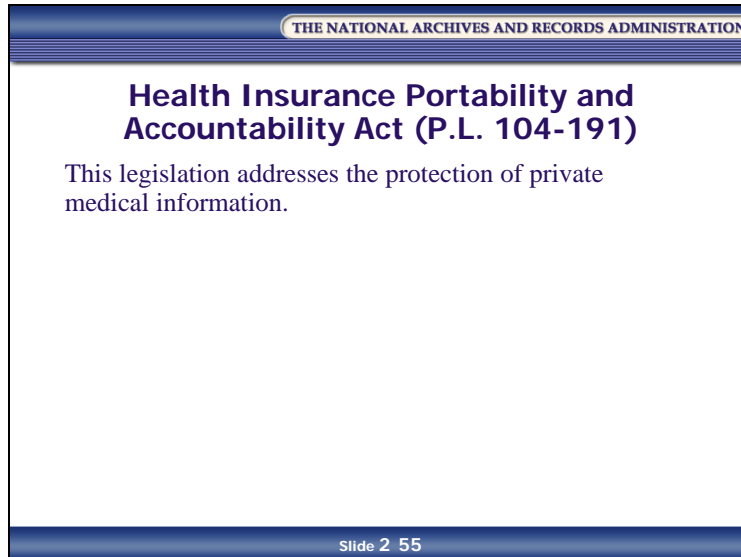 THE NATIONAL ARCHIVES AND RECORDS ADMINISTRATION
Health Insurance Portability and
Accountability Act (P.L. 104-191)
This legislation addresses the protection of private
medical information.
Slide 2 55